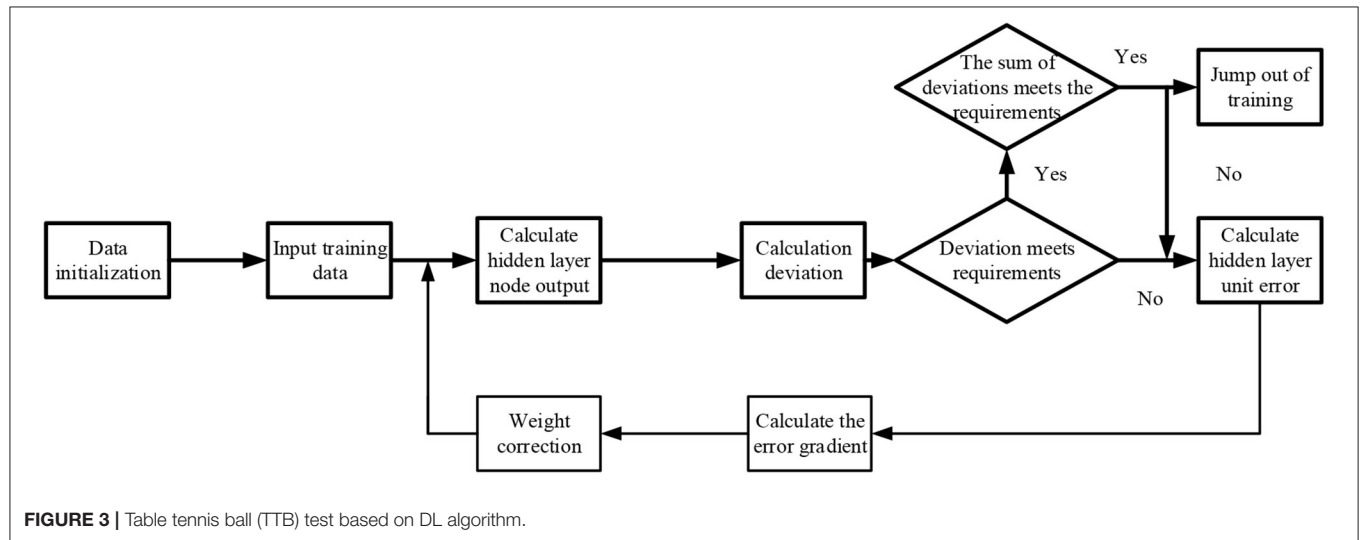 The sum of
deviations meets the
requirements
Yes
Jump out of
training
Yes
No
Data
initialization
Input training
data
Calculate
hidden layer
node output
Calculation
deviation
Deviation meets
requirements
No
Calculate
hidden layer
unit error
Weight
correction
Calculate the
error gradient
FIGURE 3 | Table tennis ball (TTB) test based on DL algorithm.